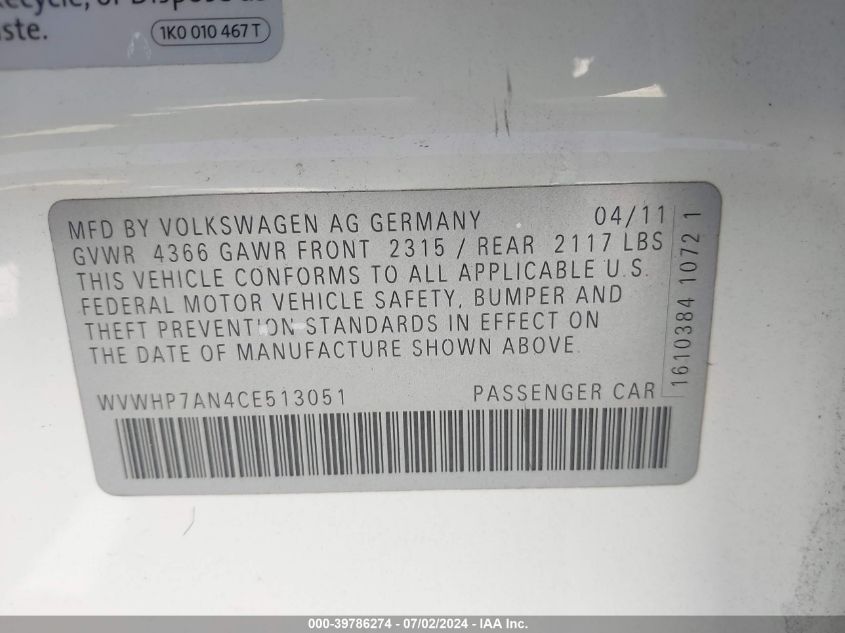 or Dispose
ste.
1K0 010 467 T
MFD BY VOLKSWAGEN AG GERMANY 04/11
GVWR 4366 GAWR FRONT 2315 / REAR 2117 LBS
THIS VEHICLE CONFORMS TO ALL APPLICABLE U.S.
FEDERAL MOTOR VEHICLE SAFETY, BUMPER AND
THEFT PREVENTION STANDARDS IN EFFECT ON
THE DATE OF MANUFACTURE SHOWN ABOVE.
WVWHP7AN4CE513051 PASSENGER CAR
1610384 1072 1
000-39786274 - 07/02/2024 - IAA Inc.